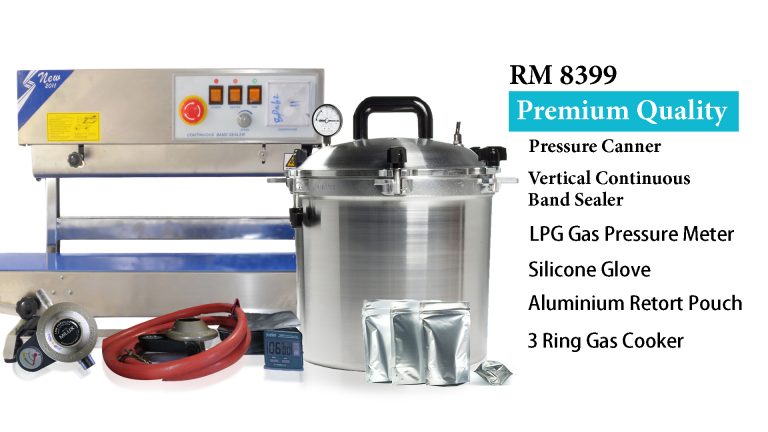 RM 8399
Premium Quality
Pressure Canner
Vertical Continuous
Band Sealer
LPG Gas Pressure Meter
Silicone Glove
Aluminium Retort Pouch
3 Ring Gas Cooker
New
2011
CONTINUOUS BAND SEALER